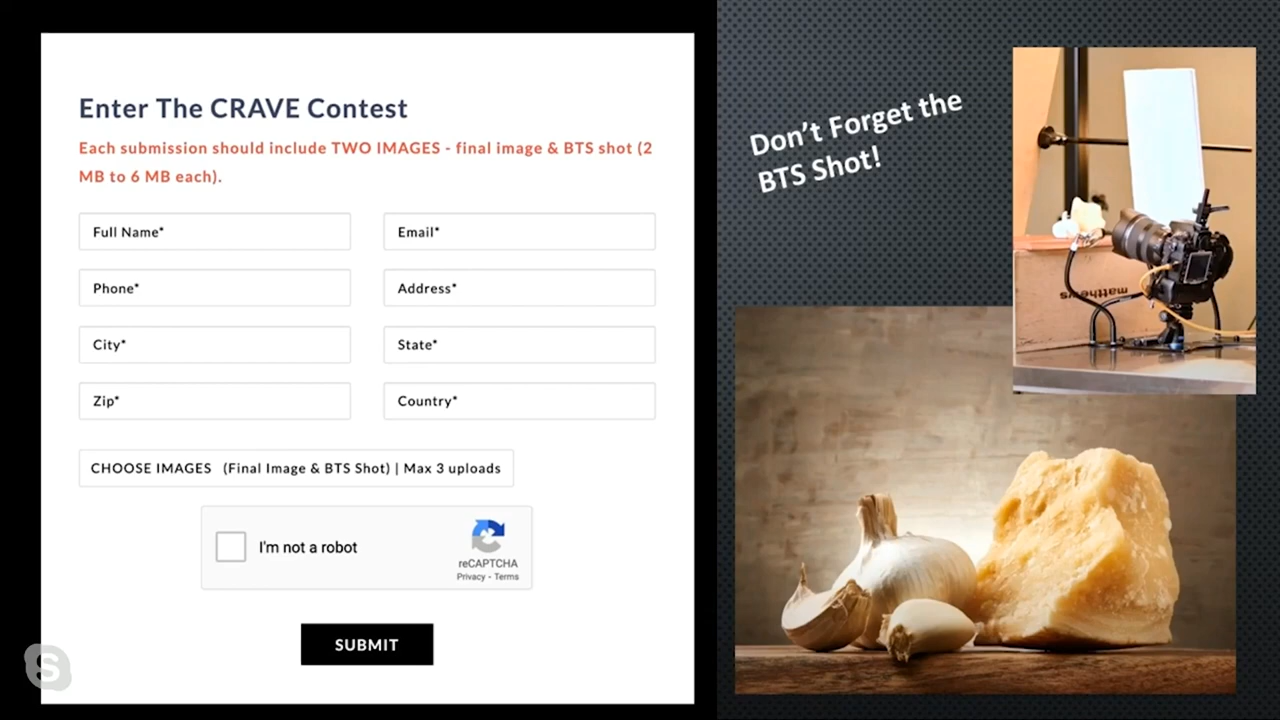 Enter The CRAVE Contest
Each submission should include TWO IMAGES - final image & BTS shot (2
MB to 6 MB each).
Full Name*
Email*
Phone*
Address*
City*
State*
Zip*
Country*
CHOOSE IMAGES (Final Image & BTS Shot) | Max 3 uploads
I'm not a robot
reCAPTCHA
Privacy - Terms
SUBMIT
Don't Forget the
BTS Shot!
matthews
S